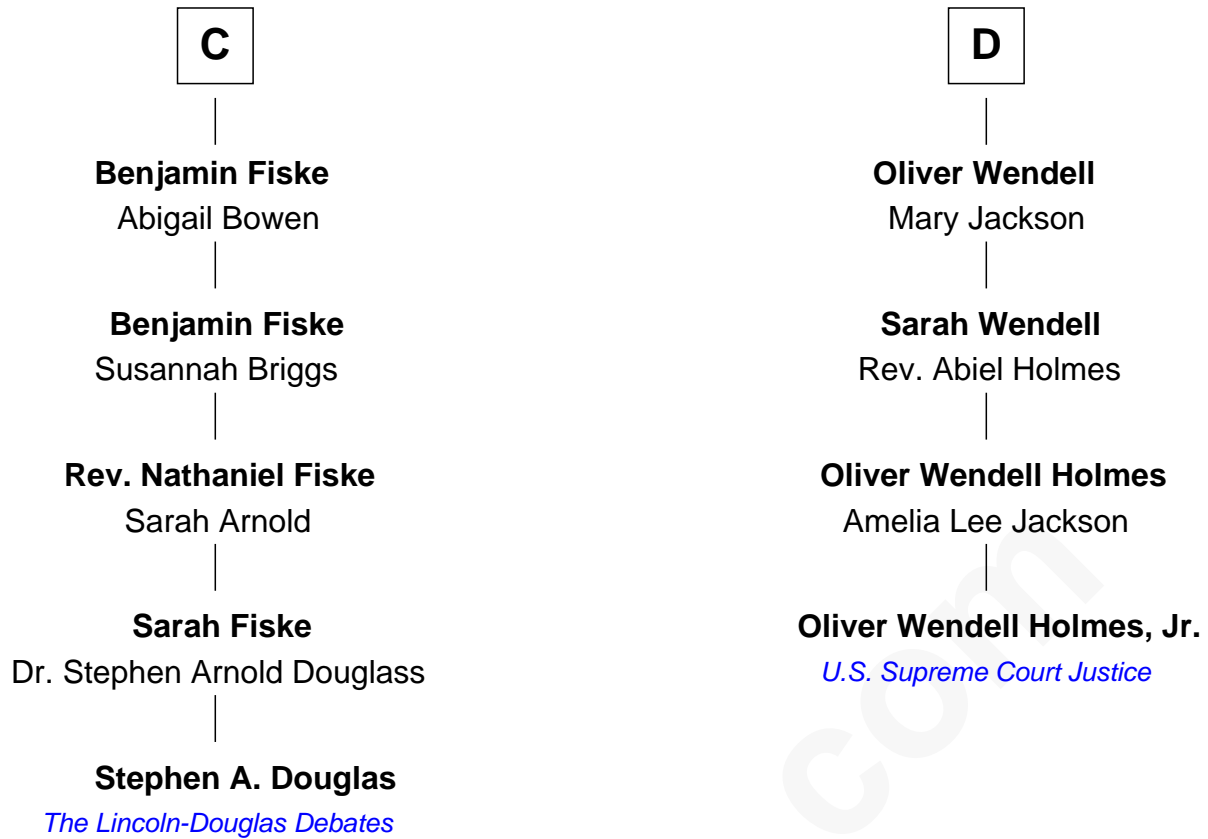 C
Benjamin Fiske
Abigail Bowen
Benjamin Fiske
Susannah Briggs
Rev. Nathaniel Fiske
Sarah Arnold
Sarah Fiske
Dr. Stephen Arnold Douglass
Stephen A. Douglas
The Lincoln-Douglas Debates
D
Oliver Wendell
Mary Jackson
Sarah Wendell
Rev. Abiel Holmes
Oliver Wendell Holmes
Amelia Lee Jackson
Oliver Wendell Holmes, Jr.
U.S. Supreme Court Justice
com